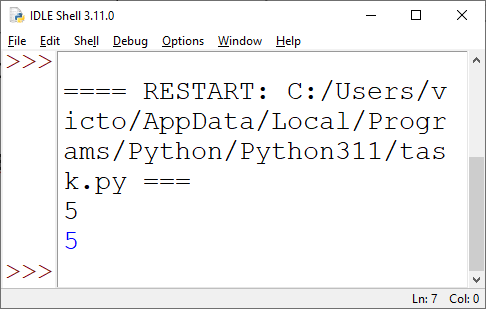 IDLE Shell 3.11.0
File Edit Shell Debug Options Window Help
>>>
==== RESTART: C:/Users/v
icto/AppData/Local/Progr
ams/Python/Python311/tas
k.py ===
5
5
>>>
Ln: 7 Col: 0